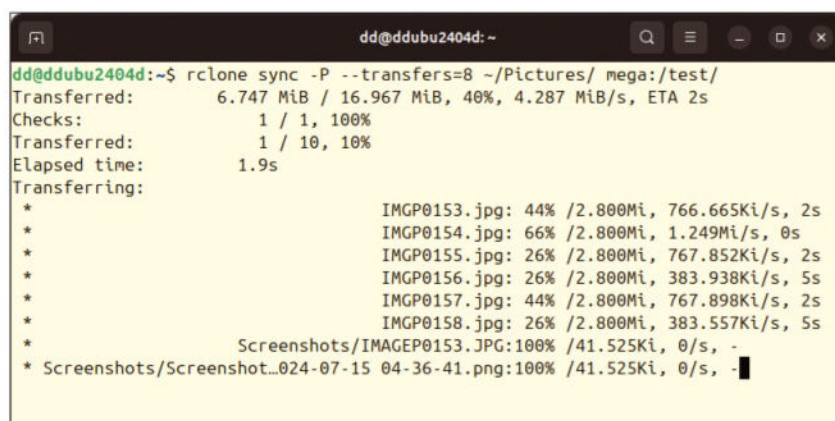 dd@ddubu2404d: ~
dd@ddubu2404d:~$ rclone sync -P --transfers=8 ~/Pictures/ mega:/test/
Transferred: 6.747 MiB / 16.967 MiB, 40%, 4.287 MiB/s, ETA 2s
Checks: 1 / 1, 100%
Transferred: 1 / 10, 10%
Elapsed time: 1.9s
Transferring:
* IMGP0153.jpg: 44% /2.800Mi, 766.665Ki/s, 2s
* IMGP0154.jpg: 66% /2.800Mi, 1.249Mi/s, 0s
* IMGP0155.jpg: 26% /2.800Mi, 767.852Ki/s, 2s
* IMGP0156.jpg: 26% /2.800Mi, 383.938Ki/s, 5s
* IMGP0157.jpg: 44% /2.800Mi, 767.898Ki/s, 2s
* IMGP0158.jpg: 26% /2.800Mi, 383.557Ki/s, 5s
* Screenshots/IMAGEP0153.JPG:100% /41.525Ki, 0/s, -
* Screenshots/Screenshot…024-07-15 04-36-41.png:100% /41.525Ki, 0/s, -